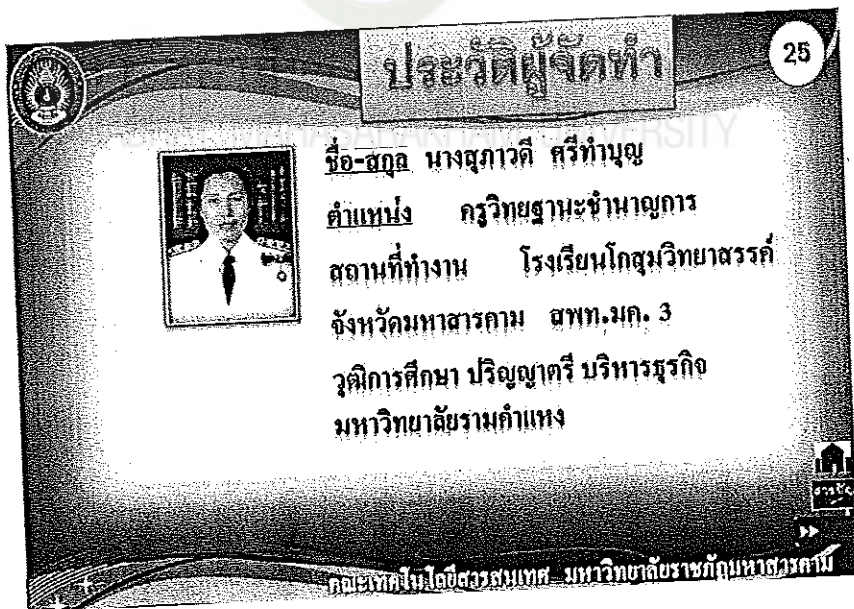 ประวัติผู้จัดทำ
25
ชื่อ-สกุล นางสุภาวดี ศรีทำบุญ
ตำแหน่ง ครูวิทยฐานะชำนาญการ
สถานที่ทำงาน โรงเรียนโกสุมวิทยาสรรค์
จังหวัดมหาสารคาม สพท.มค. 3
วุฒิการศึกษา ปริญญาตรี บริหารธุรกิจ
มหาวิทยาลัยรามคำแหง
คณะเทคโนโลยีสารสนเทศ มหาวิทยาลัยราชภัฏมหาสารคาม